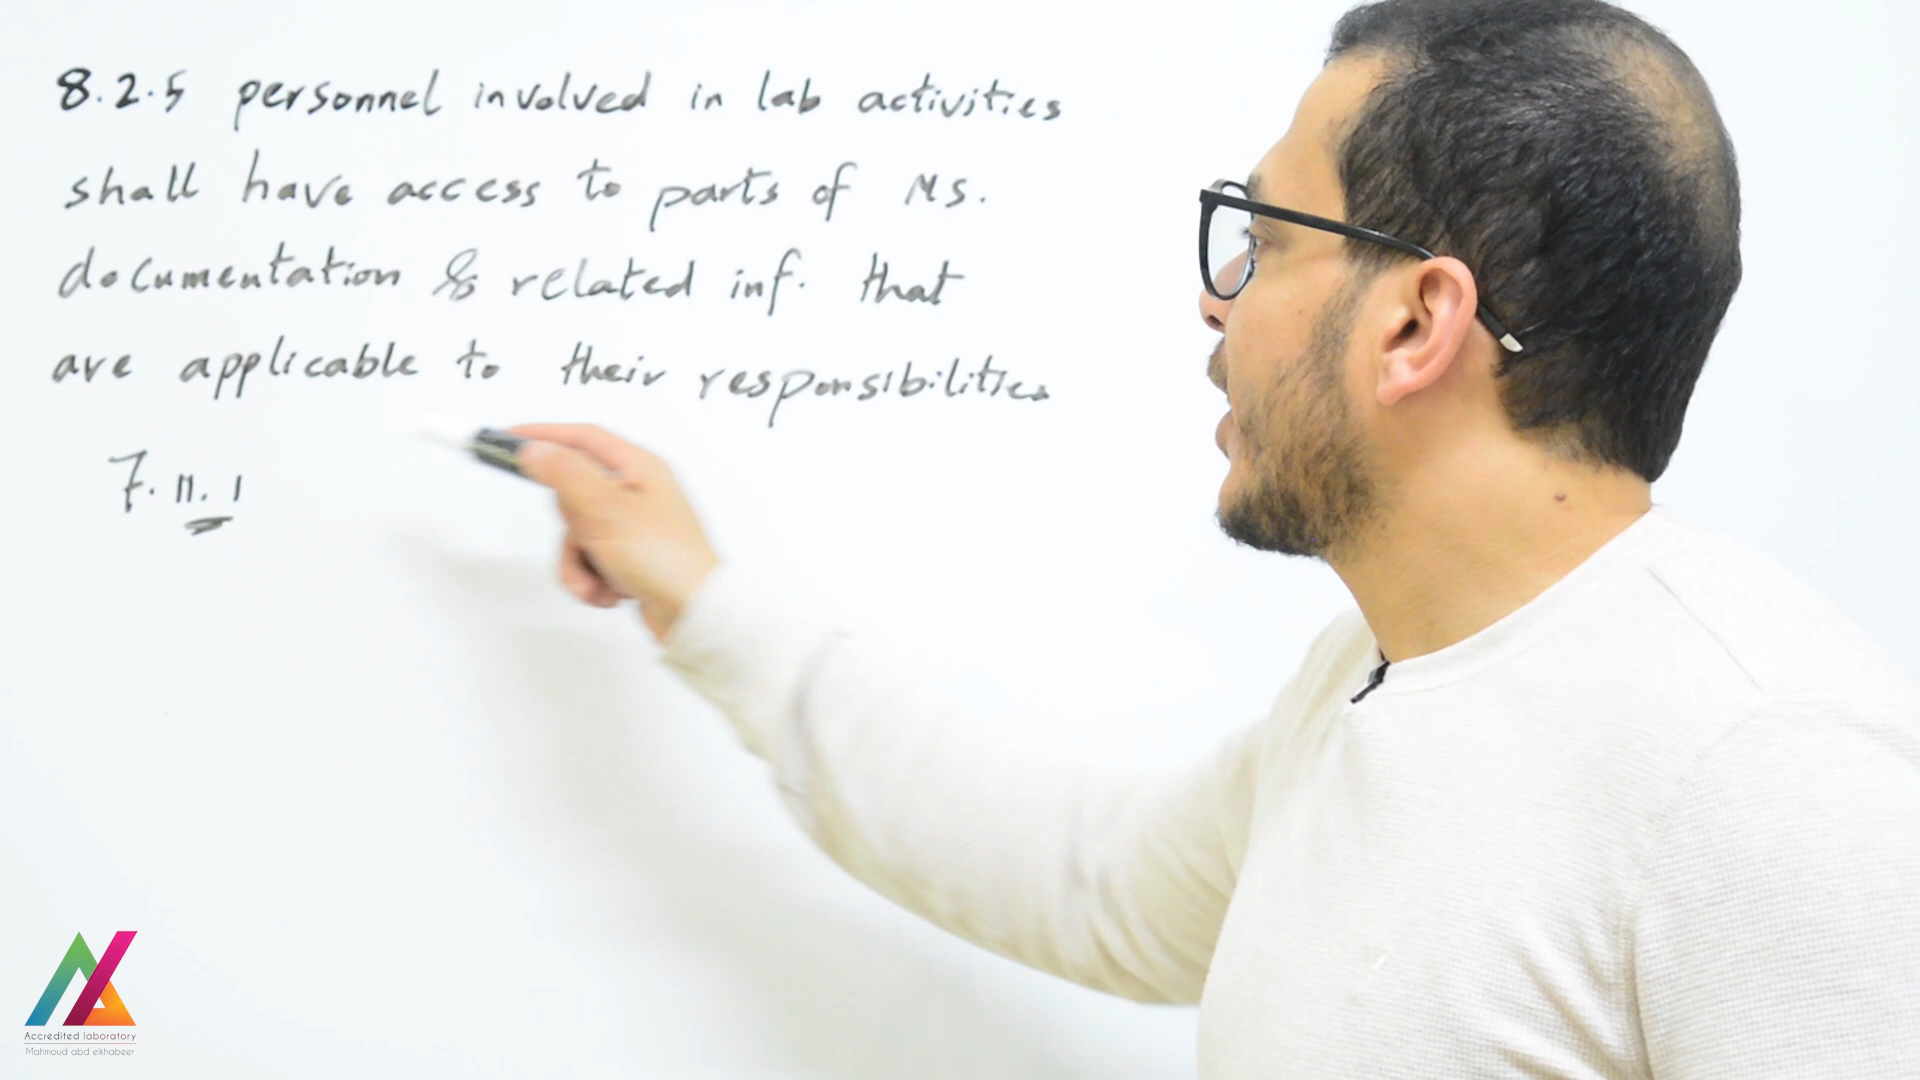 8.2.5 personnel involved in lab activities
shall have access to parts of MS.
documentation & related inf. that
are applicable to their responsibilities
7.11.1
Accredited laboratory
Mahmoud abd elkhabeer